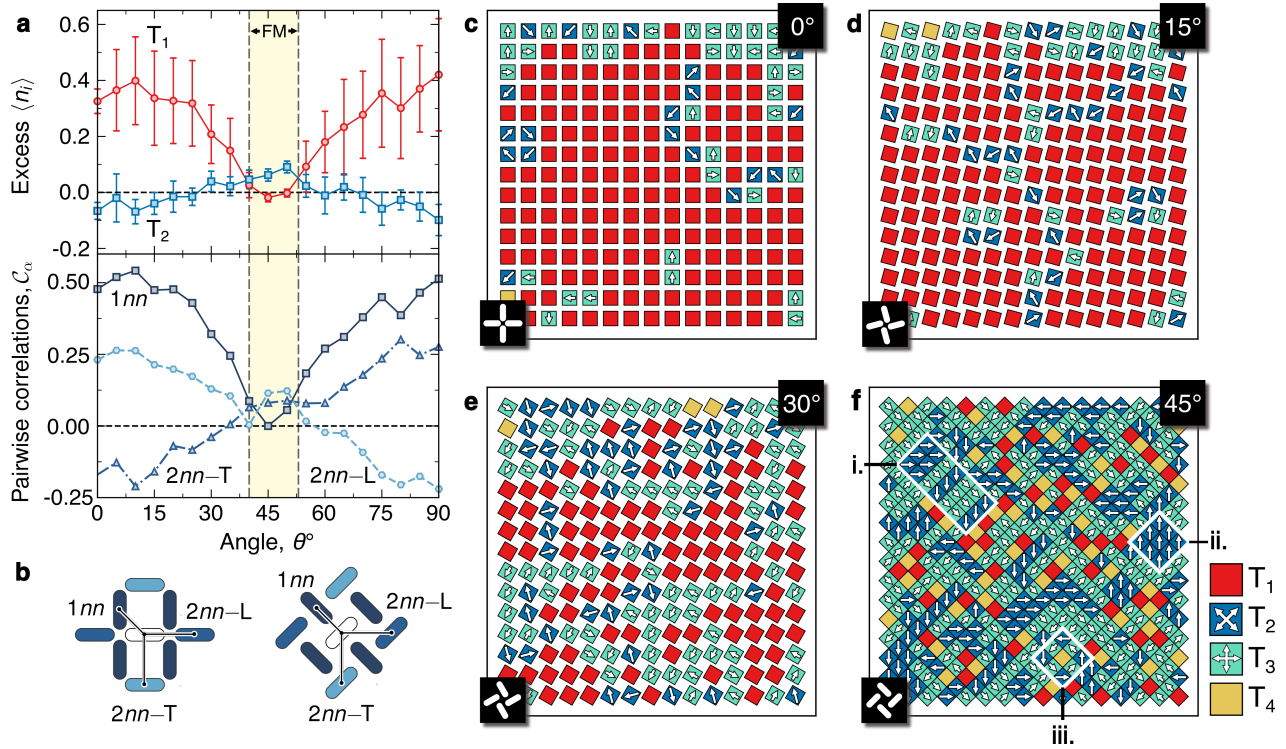 a
0.6
0.4
0.2
0.0
-0.2
Excess ⟨nᵢ⟩
T₁
FM
T₂
0.50
0.25
0.00
-0.25
Pairwise correlations, 𝒞α
1nn
2nn–T
2nn–L
0 15 30 45 60 75 90
Angle, θ°
b
1nn
2nn–L
2nn–T
1nn
2nn–L
2nn–T
c
0°
d
15°
e
30°
f
45°
i.
ii.
iii.
T₁
T₂
T₃
T₄